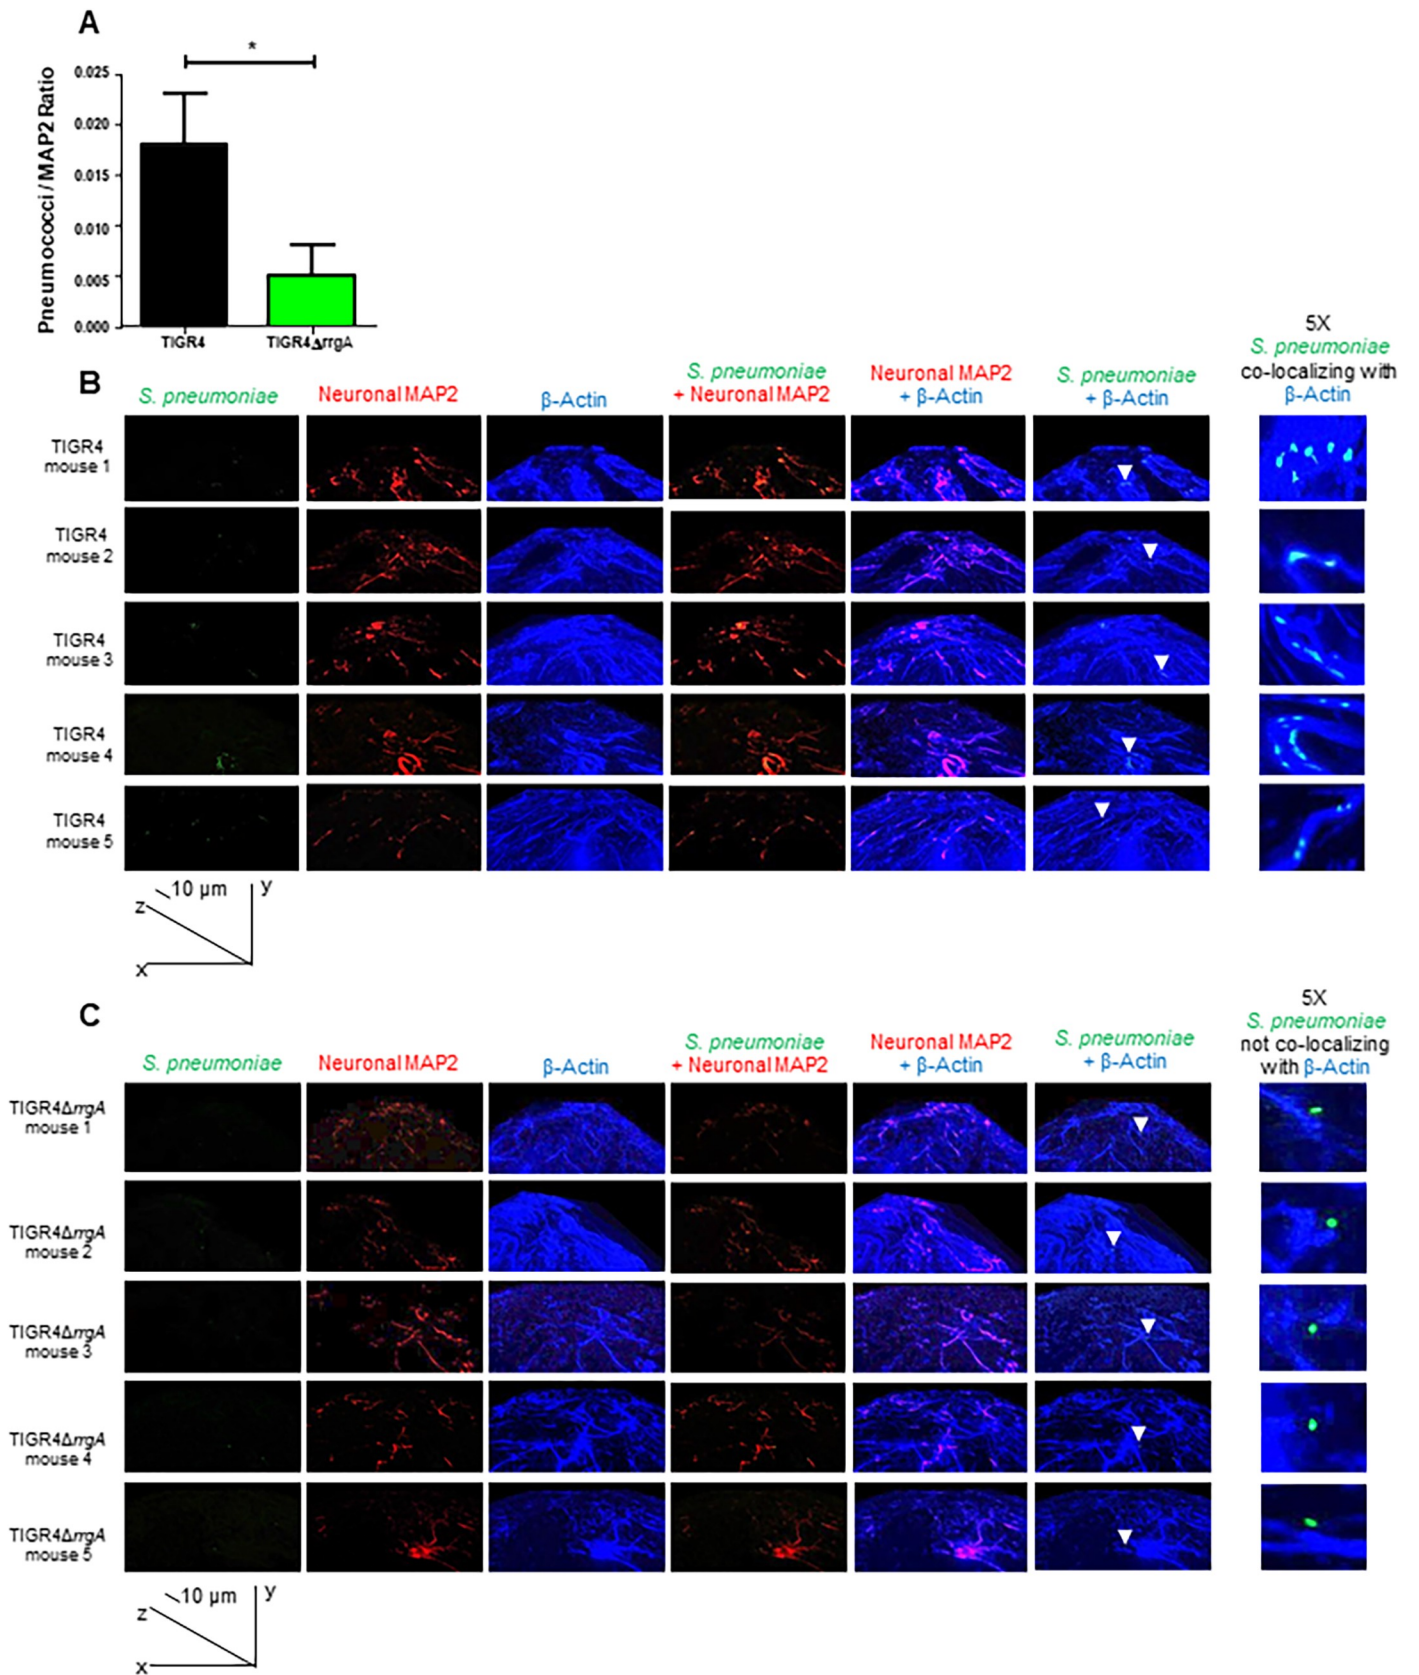 A
*
Pneumococci / MAP2 Ratio
0.025
0.020
0.015
0.010
0.005
0.000
TIGR4
TIGR4ΔrrgA
B
S. pneumoniae
Neuronal MAP2
β-Actin
S. pneumoniae
+ Neuronal MAP2
Neuronal MAP2
+ β-Actin
S. pneumoniae
+ β-Actin
5X
S. pneumoniae
co-localizing with
β-Actin
TIGR4
mouse 1
TIGR4
mouse 2
TIGR4
mouse 3
TIGR4
mouse 4
TIGR4
mouse 5
10 µm
y
z
x
C
S. pneumoniae
Neuronal MAP2
β-Actin
S. pneumoniae
+ Neuronal MAP2
Neuronal MAP2
+ β-Actin
S. pneumoniae
+ β-Actin
5X
S. pneumoniae
not co-localizing
with β-Actin
TIGR4ΔrrgA
mouse 1
TIGR4ΔrrgA
mouse 2
TIGR4ΔrrgA
mouse 3
TIGR4ΔrrgA
mouse 4
TIGR4ΔrrgA
mouse 5
10 µm
y
z
x